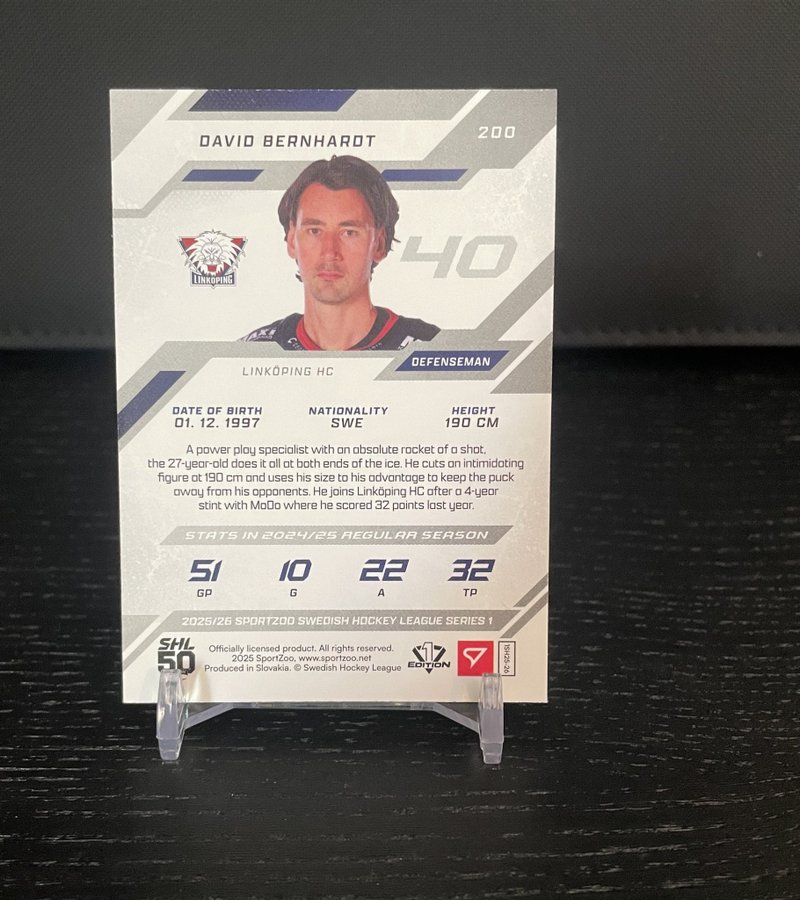 200
DAVID BERNHARDT
40
LINKÖPING
DEFENSEMAN
LINKÖPING HC
DATE OF BIRTH NATIONALITY HEIGHT
01. 12. 1997 SWE 190 CM
A power play specialist with an absolute rocket of a shot,
the 27-year-old does it all at both ends of the ice. He cuts an intimidating
figure at 190 cm and uses his size to his advantage to keep the puck
away from his opponents. He joins Linköping HC after a 4-year
stint with MoDo where he scored 32 points last year.
STATS IN 2024/25 REGULAR SEASON
51 10 22 32
GP G A TP
2025/26 SPORTZOO SWEDISH HOCKEY LEAGUE SERIES 1
SHL
50
Officially licensed product. All rights reserved.
2025 SportZoo, www.sportzoo.net
Produced in Slovakia. © Swedish Hockey League
1
EDITION
ISH25-26